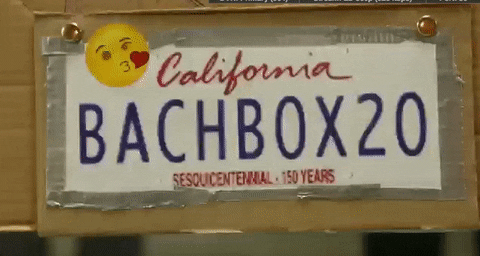 California
BACHBOX20
SESQUICENTENNIAL - 150 YEARS